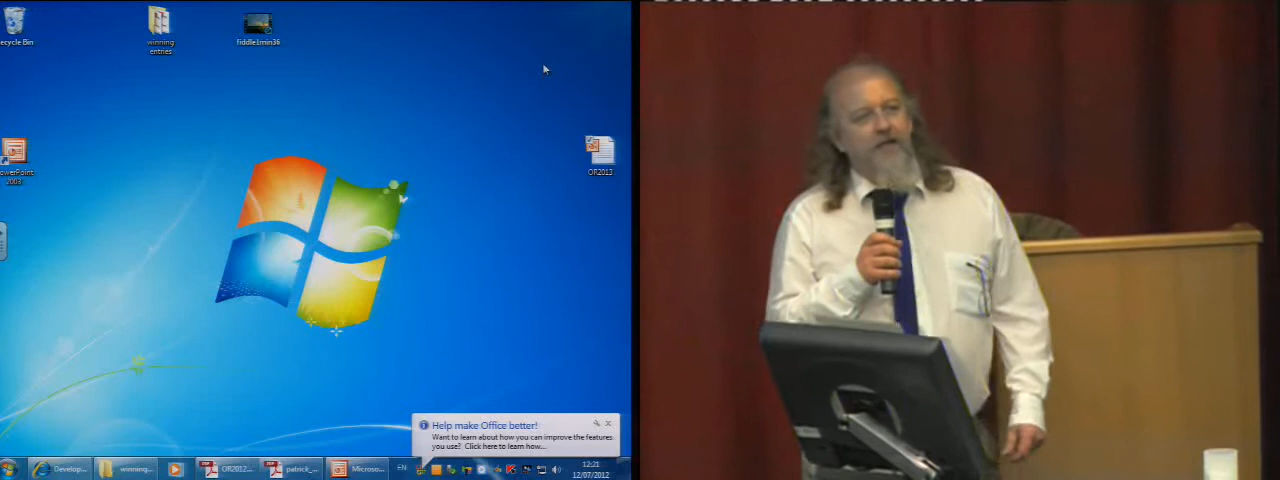 ecycle Bin
winning
entries
fiddle1min36
owerPoint
2003
OR2013
Help make Office better!
Want to learn about how you can improve the features
you use? Click here to learn how...
Develop...
winning...
OR2012...
patrick_...
Microso...
EN
12:21
12/07/2012